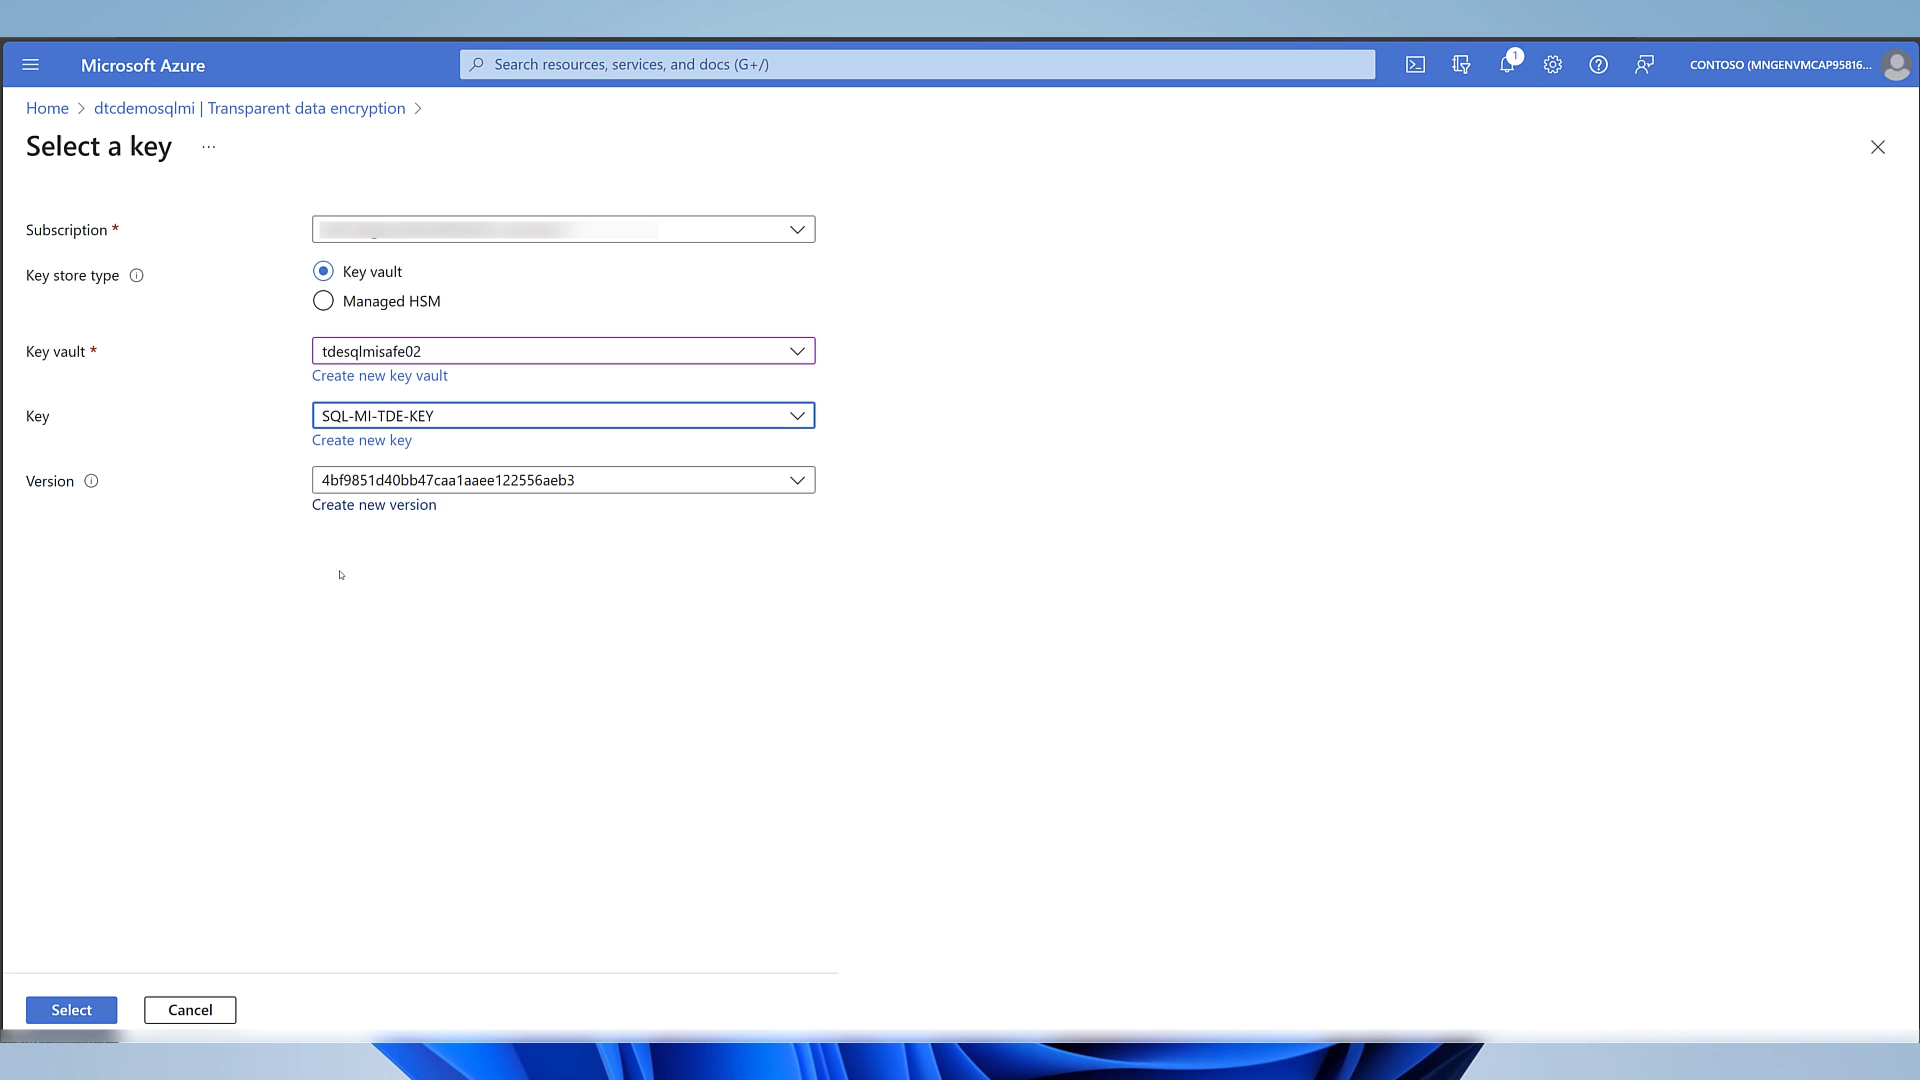 Microsoft Azure
Search resources, services, and docs (G+/)
1
CONTOSO (MNGENVMCAP95816...
Home > dtcdemosqlmi | Transparent data encryption >
Select a key ...
Subscription *
Key store type
Key vault
Managed HSM
Key vault *
tdesqlmisafe02
Create new key vault
Key
SQL-MI-TDE-KEY
Create new key
Version
4bf9851d40bb47caa1aaee122556aeb3
Create new version
Select
Cancel